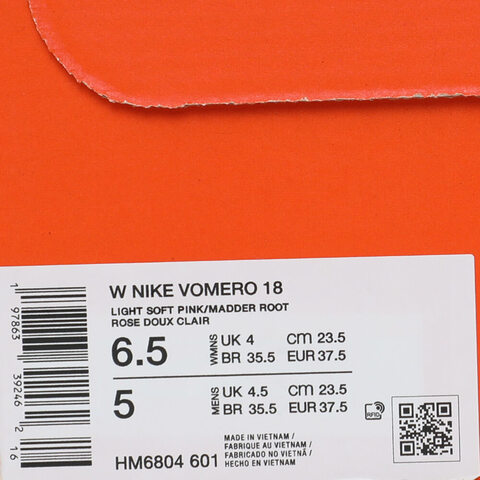 W NIKE VOMERO 18
LIGHT SOFT PINK/MADDER ROOT
ROSE DOUX CLAIR
6.5 WMNS UK 4 CM 23.5
BR 35.5 EUR 37.5
5 MENS UK 4.5 CM 23.5
BR 35.5 EUR 37.5
RFID
MADE IN VIETNAM /
FABRIQUE AU VIETNAM /
FABRICADO NO VIETNÃ /
HECHO EN VIETNAM
HM6804 601
1 97863 39246 2 16